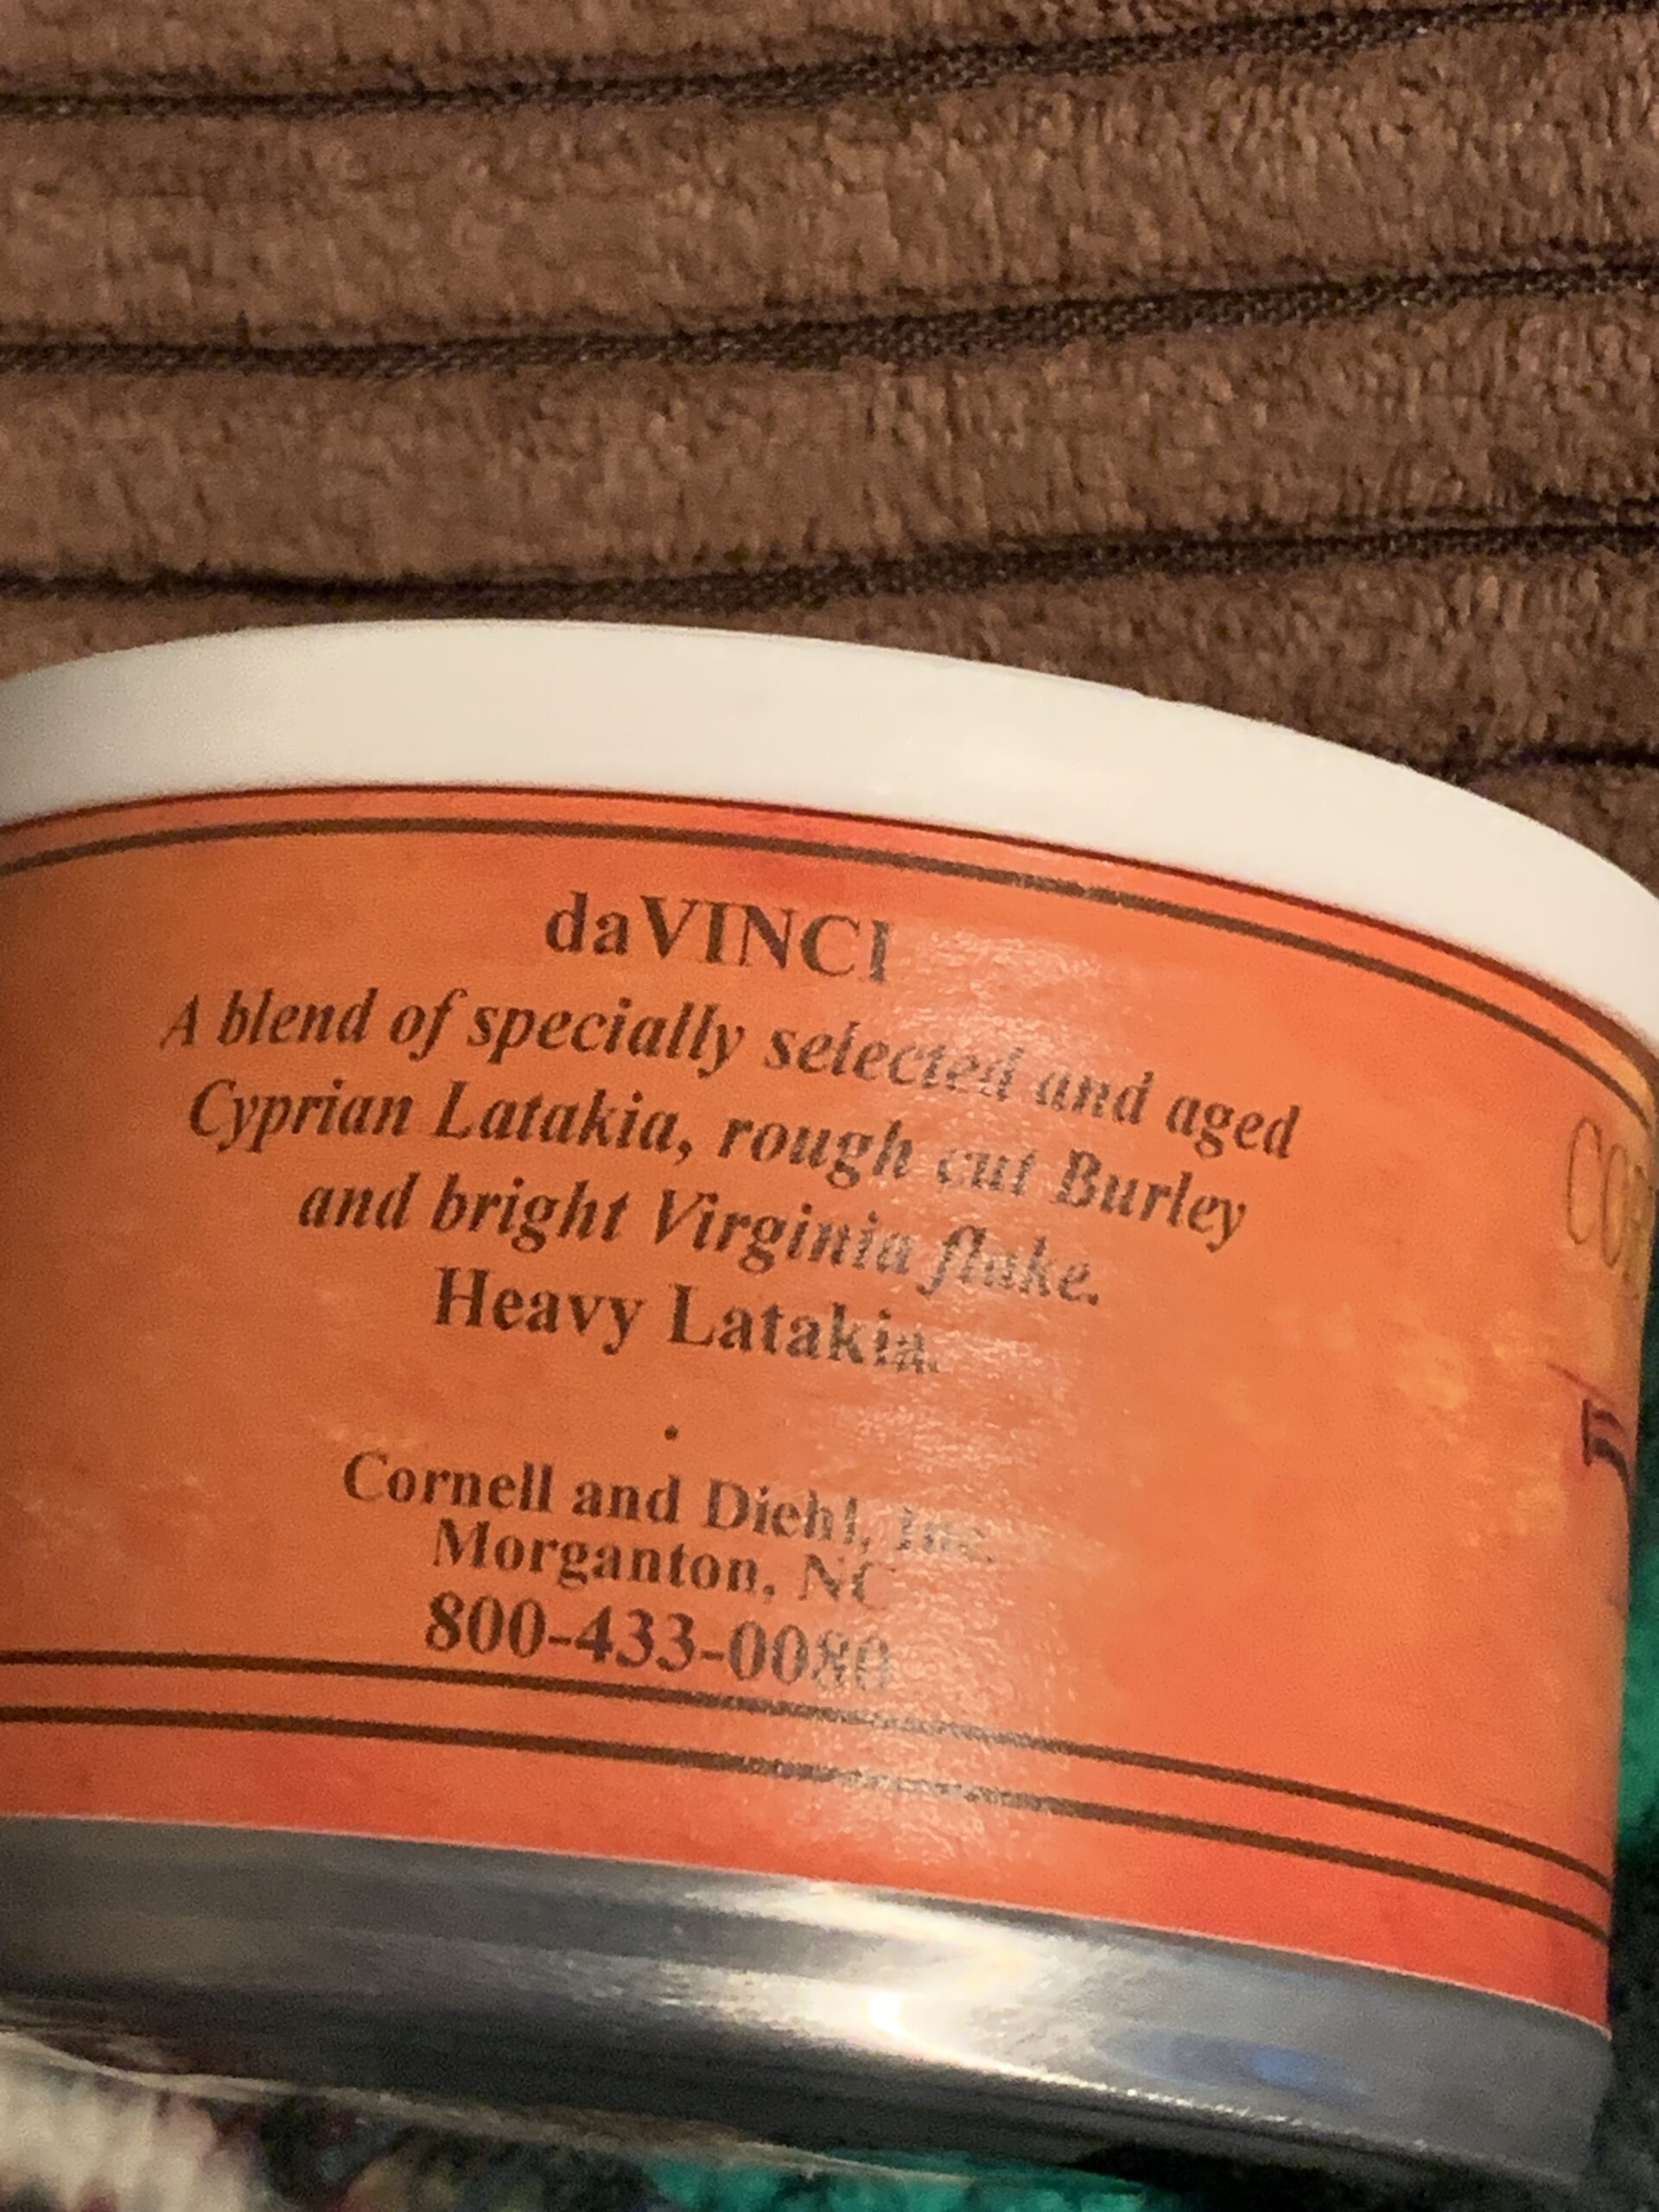 daVINCI
A blend of specially selected and aged
Cyprian Latakia, rough cut Burley
and bright Virginia flake.
Heavy Latakia.
.
Cornell and Diehl, Inc.
Morganton, NC
800-433-0080